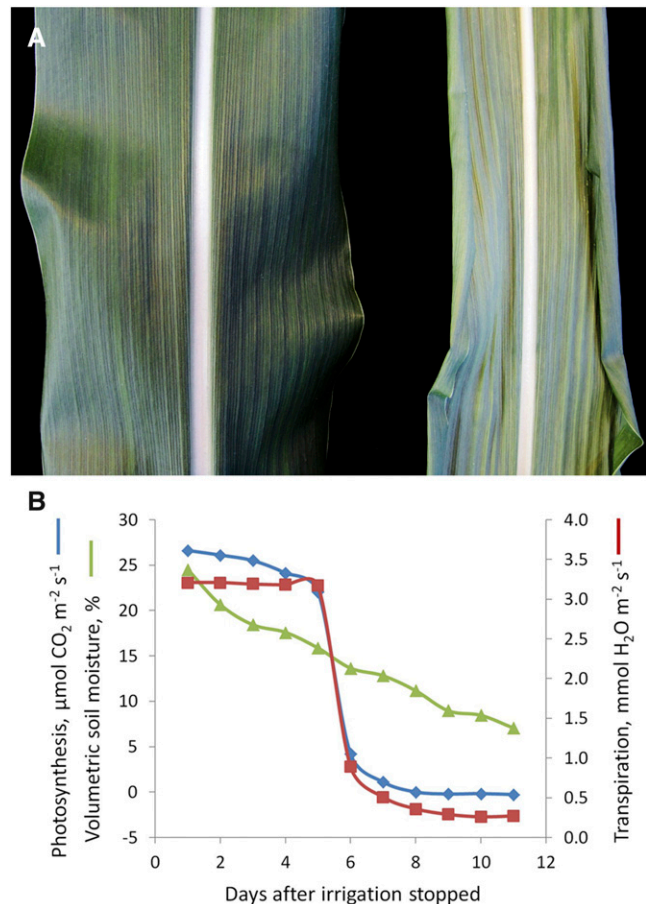 A
B
Photosynthesis, µmol CO₂ m⁻² s⁻¹
Volumetric soil moisture, %
30
25
20
15
10
5
0
-5
4.0
3.5
3.0
2.5
2.0
1.5
1.0
0.5
0.0
Transpiration, mmol H₂O m⁻² s⁻¹
0 2 4 6 8 10 12
Days after irrigation stopped